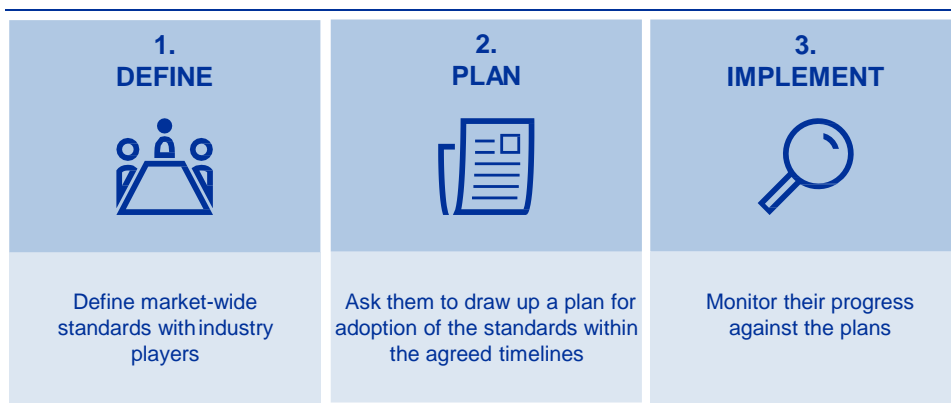 1.
DEFINE
Define market-wide
standards with industry
players
2.
PLAN
Ask them to draw up a plan for
adoption of the standards within
the agreed timelines
3.
IMPLEMENT
Monitor their progress
against the plans